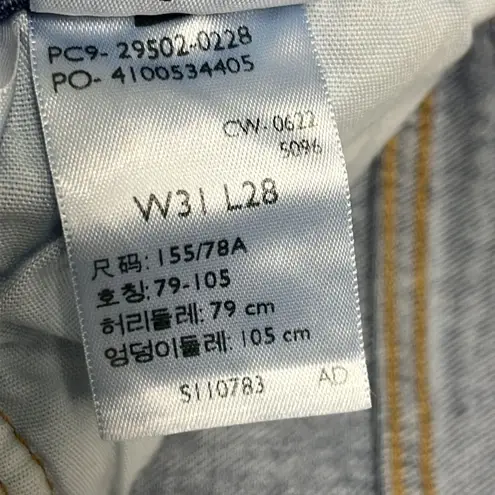 PC9- 29502-0228
PO- 4100534405
CW- 0622
5096
W31 L28
尺码: 155/78A
호칭: 79-105
허리둘레: 79 cm
엉덩이둘레: 105 cm
S110783 AD